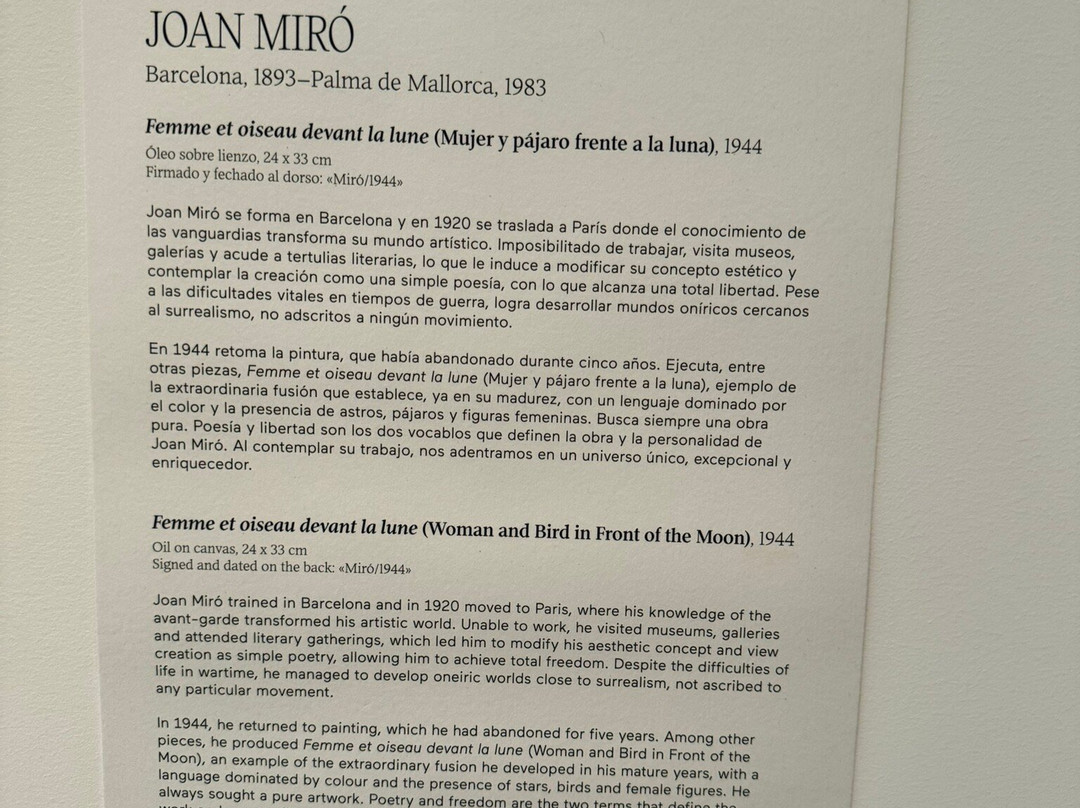 JOAN MIRÓ
Barcelona, 1893–Palma de Mallorca, 1983
Femme et oiseau devant la lune (Mujer y pájaro frente a la luna), 1944
Óleo sobre lienzo, 24 x 33 cm
Firmado y fechado al dorso: «Miró/1944»
Joan Miró se forma en Barcelona y en 1920 se traslada a París donde el conocimiento de
las vanguardias transforma su mundo artístico. Imposibilitado de trabajar, visita museos,
galerías y acude a tertulias literarias, lo que le induce a modificar su concepto estético y
contemplar la creación como una simple poesía, con lo que alcanza una total libertad. Pese
a las dificultades vitales en tiempos de guerra, logra desarrollar mundos oníricos cercanos
al surrealismo, no adscritos a ningún movimiento.
En 1944 retoma la pintura, que había abandonado durante cinco años. Ejecuta, entre
otras piezas, Femme et oiseau devant la lune (Mujer y pájaro frente a la luna), ejemplo de
la extraordinaria fusión que establece, ya en su madurez, con un lenguaje dominado por
el color y la presencia de astros, pájaros y figuras femeninas. Busca siempre una obra
pura. Poesía y libertad son los dos vocablos que definen la obra y la personalidad de
Joan Miró. Al contemplar su trabajo, nos adentramos en un universo único, excepcional y
enriquecedor.
Femme et oiseau devant la lune (Woman and Bird in Front of the Moon), 1944
Oil on canvas, 24 x 33 cm
Signed and dated on the back: «Miró/1944»
Joan Miró trained in Barcelona and in 1920 moved to Paris, where his knowledge of the
avant-garde transformed his artistic world. Unable to work, he visited museums, galleries
and attended literary gatherings, which led him to modify his aesthetic concept and view
creation as simple poetry, allowing him to achieve total freedom. Despite the difficulties of
life in wartime, he managed to develop oneiric worlds close to surrealism, not ascribed to
any particular movement.
In 1944, he returned to painting, which he had abandoned for five years. Among other
pieces, he produced Femme et oiseau devant la lune (Woman and Bird in Front of the
Moon), an example of the extraordinary fusion he developed in his mature years, with a
language dominated by colour and the presence of stars, birds and female figures. He
always sought a pure artwork. Poetry and freedom are the two terms that define the